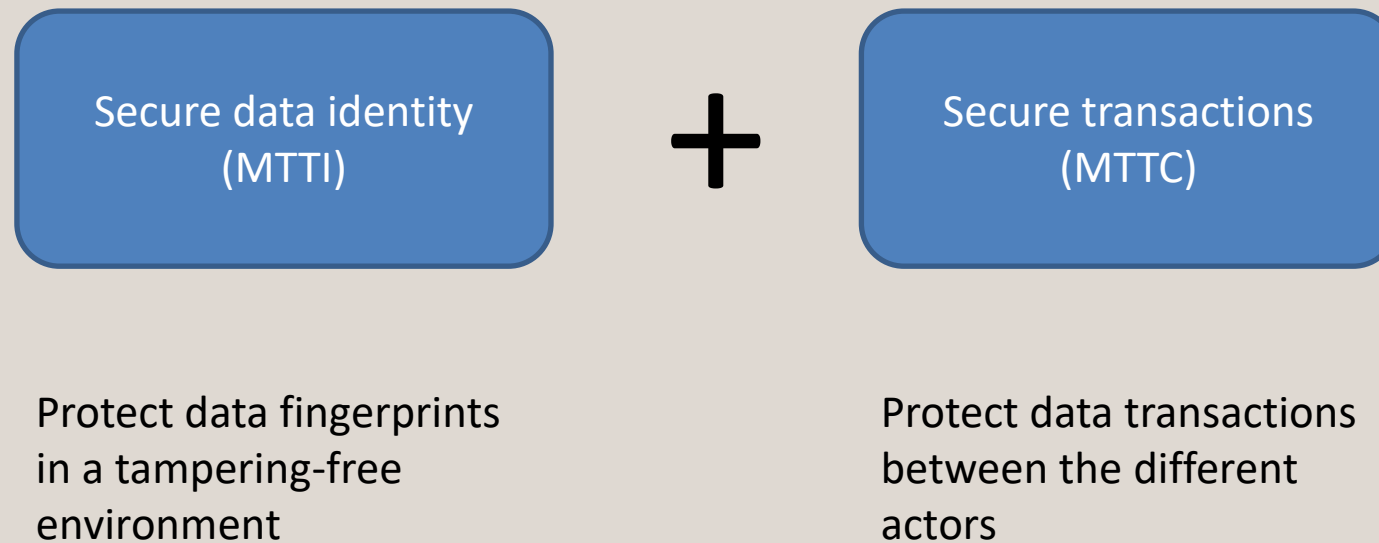 Secure data identity
(MTTI)
+
Secure transactions
(MTTC)
Protect data fingerprints
in a tampering-free
environment
Protect data transactions
between the different
actors